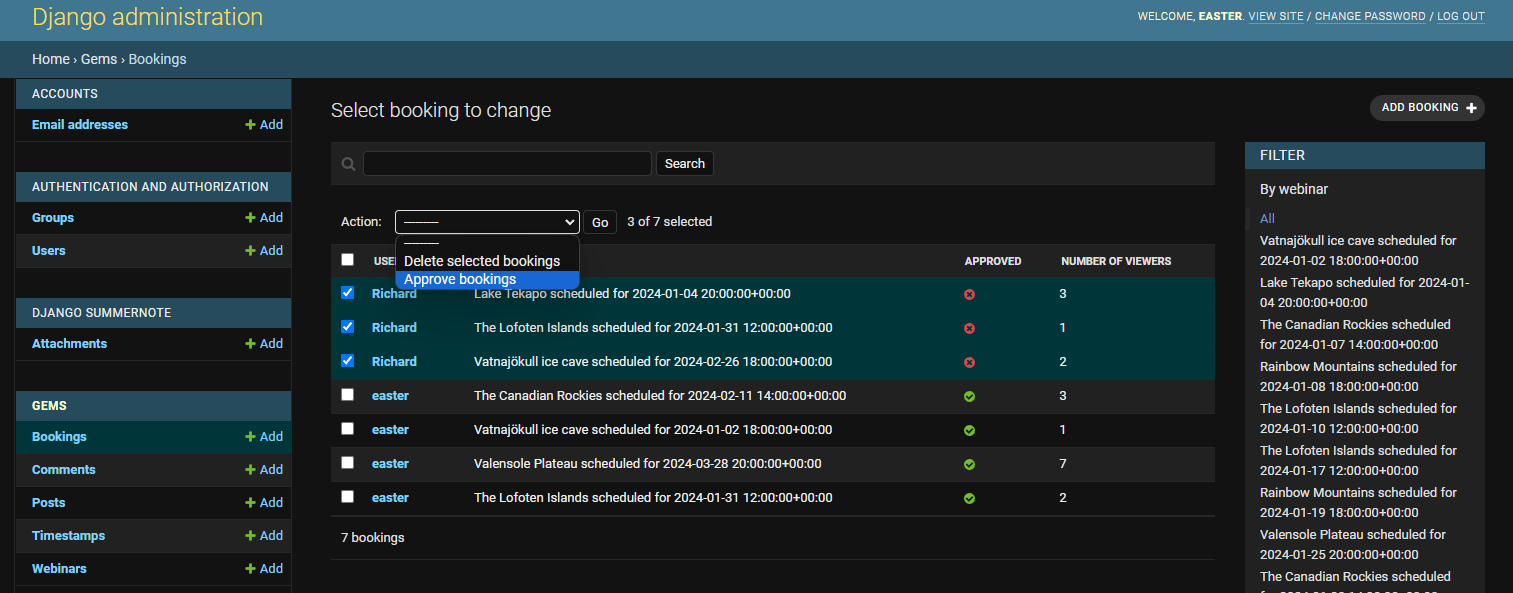 Django administration
WELCOME, EASTER. VIEW SITE / CHANGE PASSWORD / LOG OUT
Home › Gems › Bookings
ACCOUNTS
Email addresses + Add
AUTHENTICATION AND AUTHORIZATION
Groups + Add
Users + Add
DJANGO SUMMERNOTE
Attachments + Add
GEMS
Bookings + Add
Comments + Add
Posts + Add
Timestamps + Add
Webinars + Add
Select booking to change
ADD BOOKING +
Search
Action: --------- Go 3 of 7 selected
---------
Delete selected bookings
Approve bookings
APPROVED NUMBER OF VIEWERS
Richard Lake Tekapo scheduled for 2024-01-04 20:00:00+00:00 3
Richard The Lofoten Islands scheduled for 2024-01-31 12:00:00+00:00 1
Richard Vatnajökull ice cave scheduled for 2024-02-26 18:00:00+00:00 2
easter The Canadian Rockies scheduled for 2024-02-11 14:00:00+00:00 3
easter Vatnajökull ice cave scheduled for 2024-01-02 18:00:00+00:00 1
easter Valensole Plateau scheduled for 2024-03-28 20:00:00+00:00 7
easter The Lofoten Islands scheduled for 2024-01-31 12:00:00+00:00 2
7 bookings
FILTER
By webinar
All
Vatnajökull ice cave scheduled for
2024-01-02 18:00:00+00:00
Lake Tekapo scheduled for 2024-01-
04 20:00:00+00:00
The Canadian Rockies scheduled
for 2024-01-07 14:00:00+00:00
Rainbow Mountains scheduled for
2024-01-08 18:00:00+00:00
The Lofoten Islands scheduled for
2024-01-10 12:00:00+00:00
The Lofoten Islands scheduled for
2024-01-17 12:00:00+00:00
Rainbow Mountains scheduled for
2024-01-19 18:00:00+00:00
Valensole Plateau scheduled for
2024-01-25 20:00:00+00:00
The Canadian Rockies scheduled